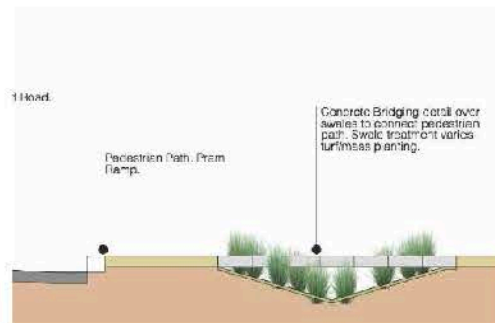 Road.
Concrete Bridging detail over
swales to connect pedestrian
path. Swale treatment varies
turf/mass planting.
Pedestrian Path. Pram
Ramp.